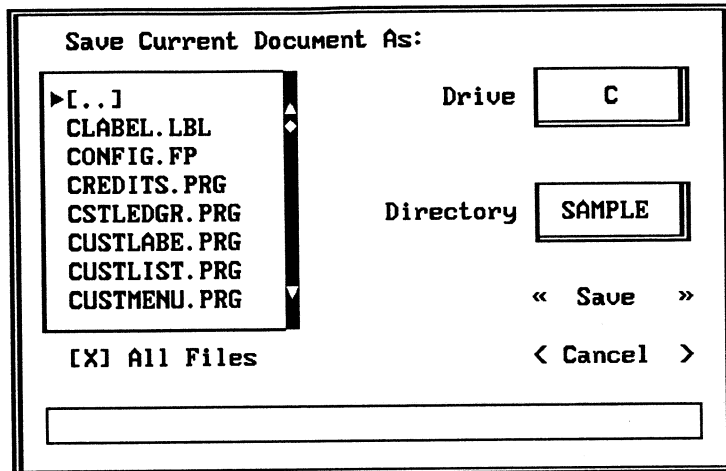 Save Current Document As:
[..]
CLABEL.LBL
CONFIG.FP
CREDITS.PRG
CSTLEDGR.PRG
CUSTLABE.PRG
CUSTLIST.PRG
CUSTMENU.PRG
[X] All Files
Drive C
Directory SAMPLE
« Save »
< Cancel >